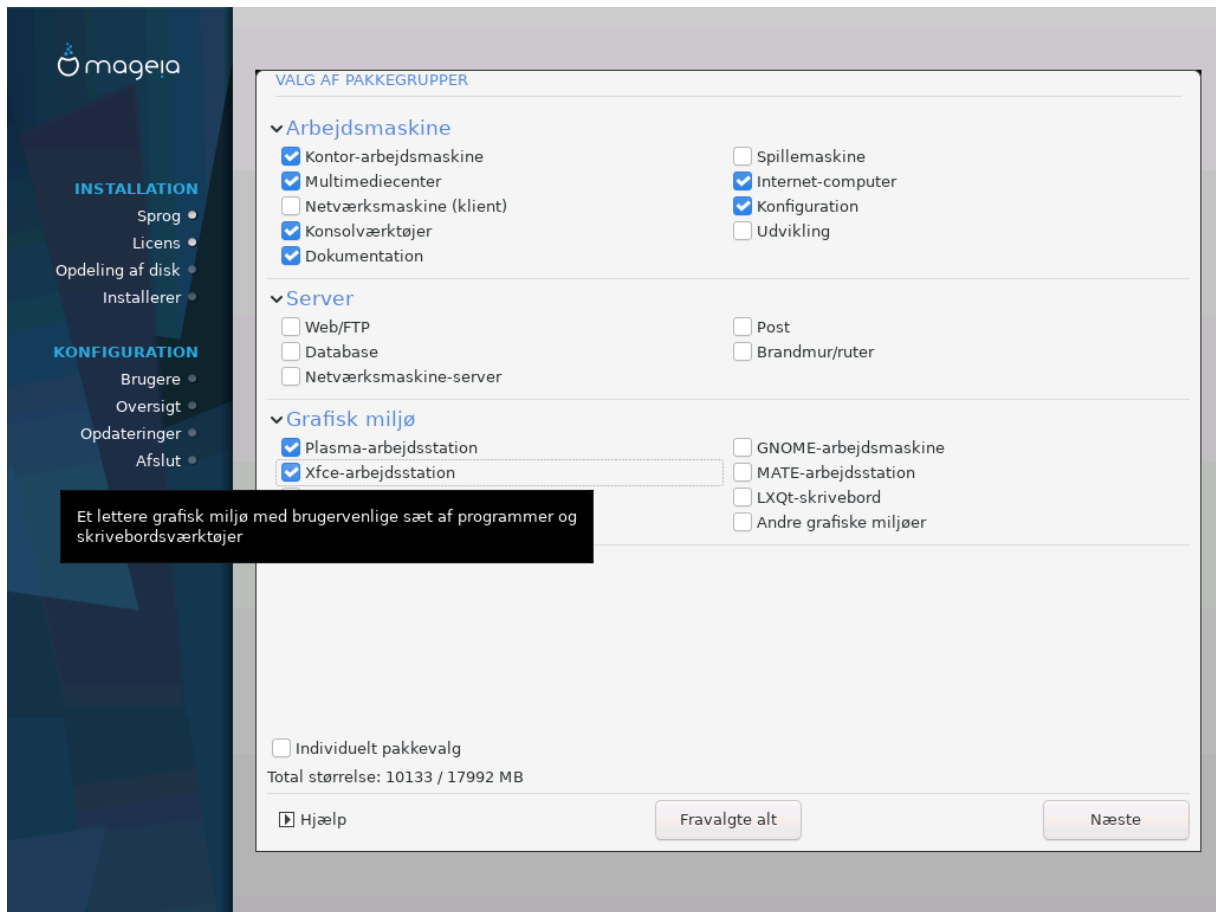 mageia
INSTALLATION
Sprog
Licens
Opdeling af disk
Installerer
KONFIGURATION
Brugere
Oversigt
Opdateringer
Afslut
VALG AF PAKKEGRUPPER
Arbejdsmaskine
Kontor-arbejdsmaskine
Spillemaskine
Multimediecenter
Internet-computer
Netværksmaskine (klient)
Konfiguration
Konsolværktøjer
Udvikling
Dokumentation
Server
Web/FTP
Post
Database
Brandmur/ruter
Netværksmaskine-server
Grafisk miljø
Plasma-arbejdsstation
GNOME-arbejdsmaskine
Xfce-arbejdsstation
MATE-arbejdsstation
LXQt-skrivebord
Andre grafiske miljøer
Et lettere grafisk miljø med brugervenlige sæt af programmer og
skrivebordsværktøjer
Individuelt pakkevalg
Total størrelse: 10133 / 17992 MB
Hjælp
Fravalgte alt
Næste